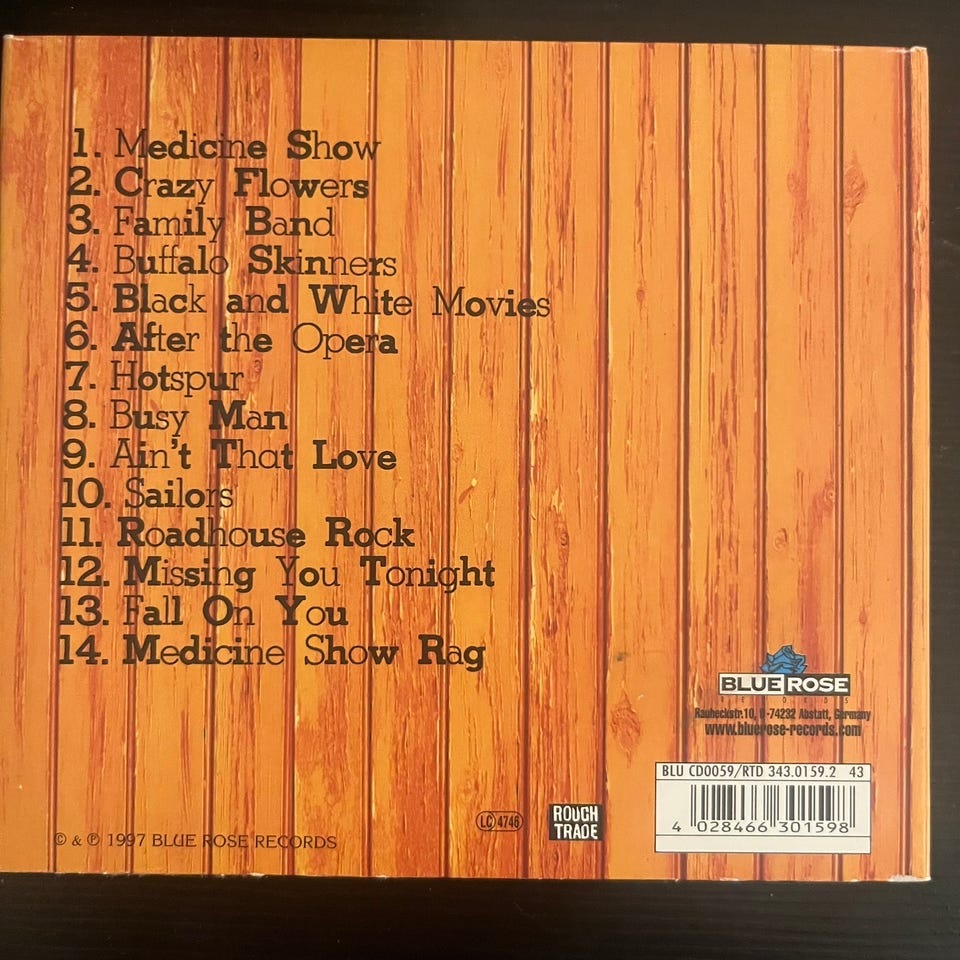 1. Medicine Show
2. Crazy Flowers
3. Family Band
4. Buffalo Skinners
5. Black and White Movies
6. After the Opera
7. Hotspur
8. Busy Man
9. Ain't That Love
10. Sailors
11. Roadhouse Rock
12. Missing You Tonight
13. Fall On You
14. Medicine Show Rag
BLUE ROSE
RECORDS
Rauheckstr.10, D-74232 Abstatt, Germany
www.bluerose-records.com
BLU CD0059/RTD 343.0159.2 43
4 028466 301598
LC 4746
ROUGH
TRADE
© & ℗ 1997 BLUE ROSE RECORDS